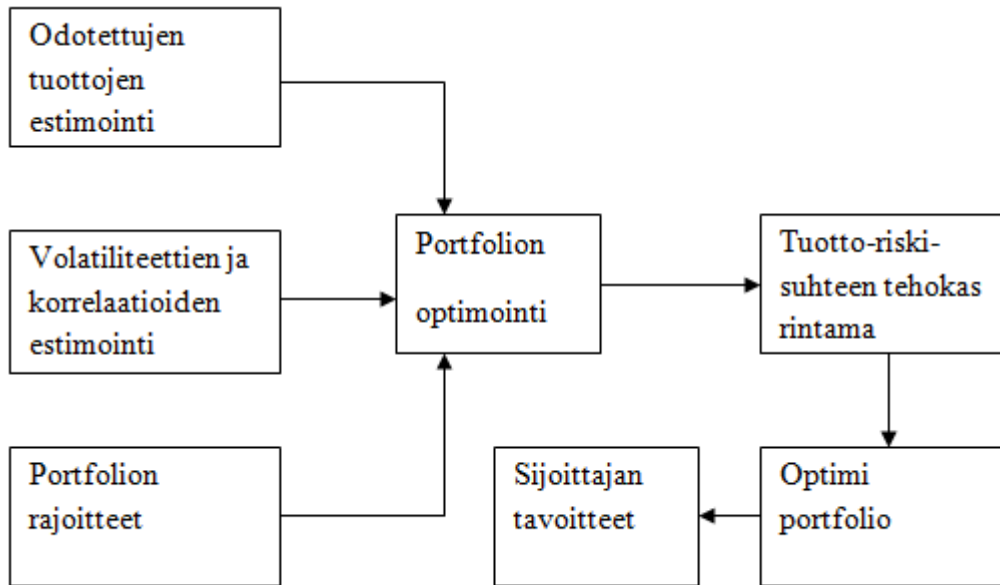 Odotettujen
tuottojen
estimointi
Volatiliteettien ja
korrelaatioiden
estimointi
Portfolion
rajoitteet
Portfolion
optimointi
Tuotto-riski-
suhteen tehokas
rintama
Optimi
portfolio
Sijoittajan
tavoitteet